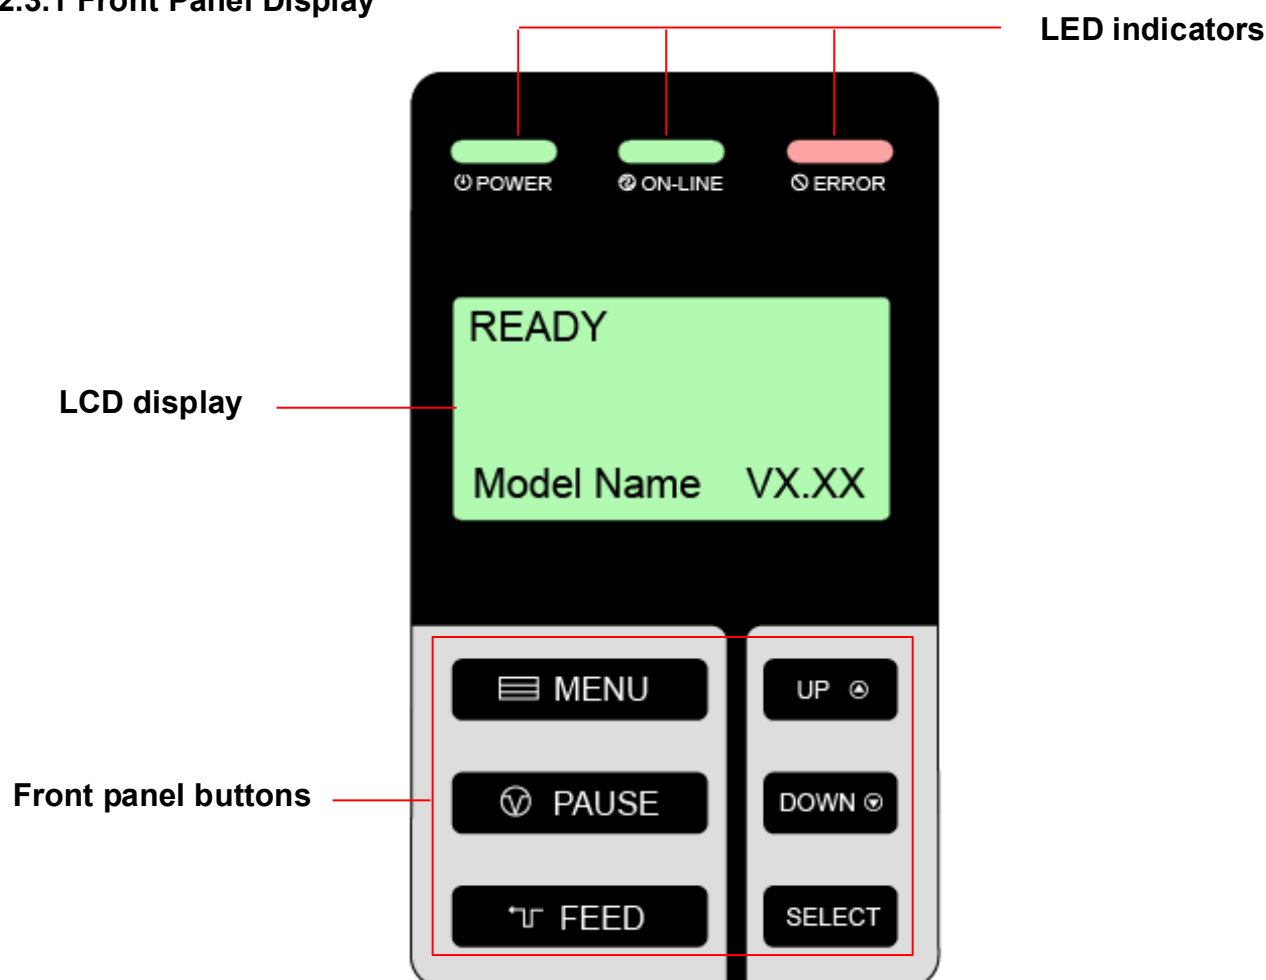 2.3.1 Front Panel Display
LED indicators
POWER
ON-LINE
ERROR
READY
LCD display
Model Name VX.XX
MENU
UP
Front panel buttons
PAUSE
DOWN
FEED
SELECT